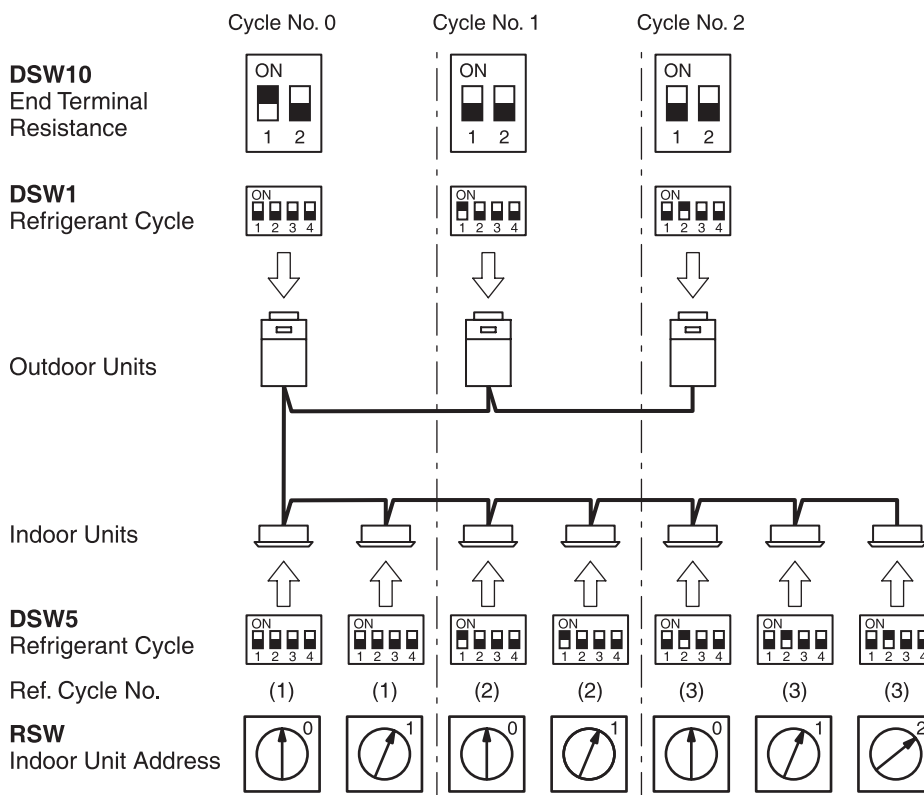 Cycle No. 0 Cycle No. 1 Cycle No. 2
DSW10
End Terminal
Resistance
ON ON ON
1 2 1 2 1 2
DSW1
Refrigerant Cycle
ON ON ON
1 2 3 4 1 2 3 4 1 2 3 4
Outdoor Units
Indoor Units
DSW5
Refrigerant Cycle
ON ON ON ON ON ON ON
1 2 3 4 1 2 3 4 1 2 3 4 1 2 3 4 1 2 3 4 1 2 3 4 1 2 3 4
Ref. Cycle No. (1) (1) (2) (2) (3) (3) (3)
RSW
Indoor Unit Address
0 1 0 1 0 1 2